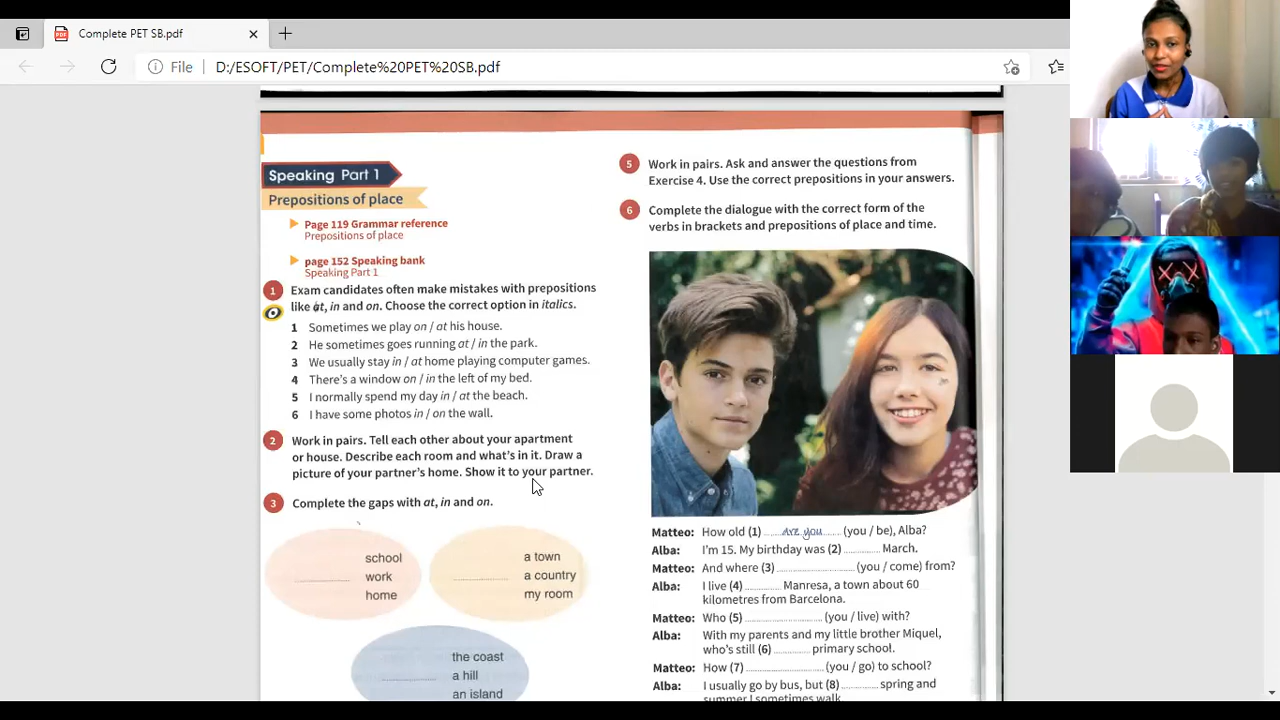 Complete PET SB.pdf
File
D:/ESOFT/PET/Complete%20PET%20SB.pdf
Speaking Part 1
Prepositions of place
Page 119 Grammar reference
Prepositions of place
page 152 Speaking bank
Speaking Part 1
1 Exam candidates often make mistakes with prepositions
like at, in and on. Choose the correct option in italics.
1 Sometimes we play on / at his house.
2 He sometimes goes running at / in the park.
3 We usually stay in / at home playing computer games.
4 There's a window on / in the left of my bed.
5 I normally spend my day in / at the beach.
6 I have some photos in / on the wall.
2 Work in pairs. Tell each other about your apartment
or house. Describe each room and what's in it. Draw a
picture of your partner's home. Show it to your partner.
3 Complete the gaps with at, in and on.
school
work
home
a town
a country
my room
the coast
a hill
an island
5 Work in pairs. Ask and answer the questions from
Exercise 4. Use the correct prepositions in your answers.
6 Complete the dialogue with the correct form of the
verbs in brackets and prepositions of place and time.
Matteo: How old (1) are you (you / be), Alba?
Alba: I'm 15. My birthday was (2) ............ March.
Matteo: And where (3) ............ (you / come) from?
Alba: I live (4) ............ Manresa, a town about 60
kilometres from Barcelona.
Matteo: Who (5) ............ (you / live) with?
Alba: With my parents and my little brother Miquel,
who's still (6) ............ primary school.
Matteo: How (7) ............ (you / go) to school?
Alba: I usually go by bus, but (8) ............ spring and
summer I sometimes walk.